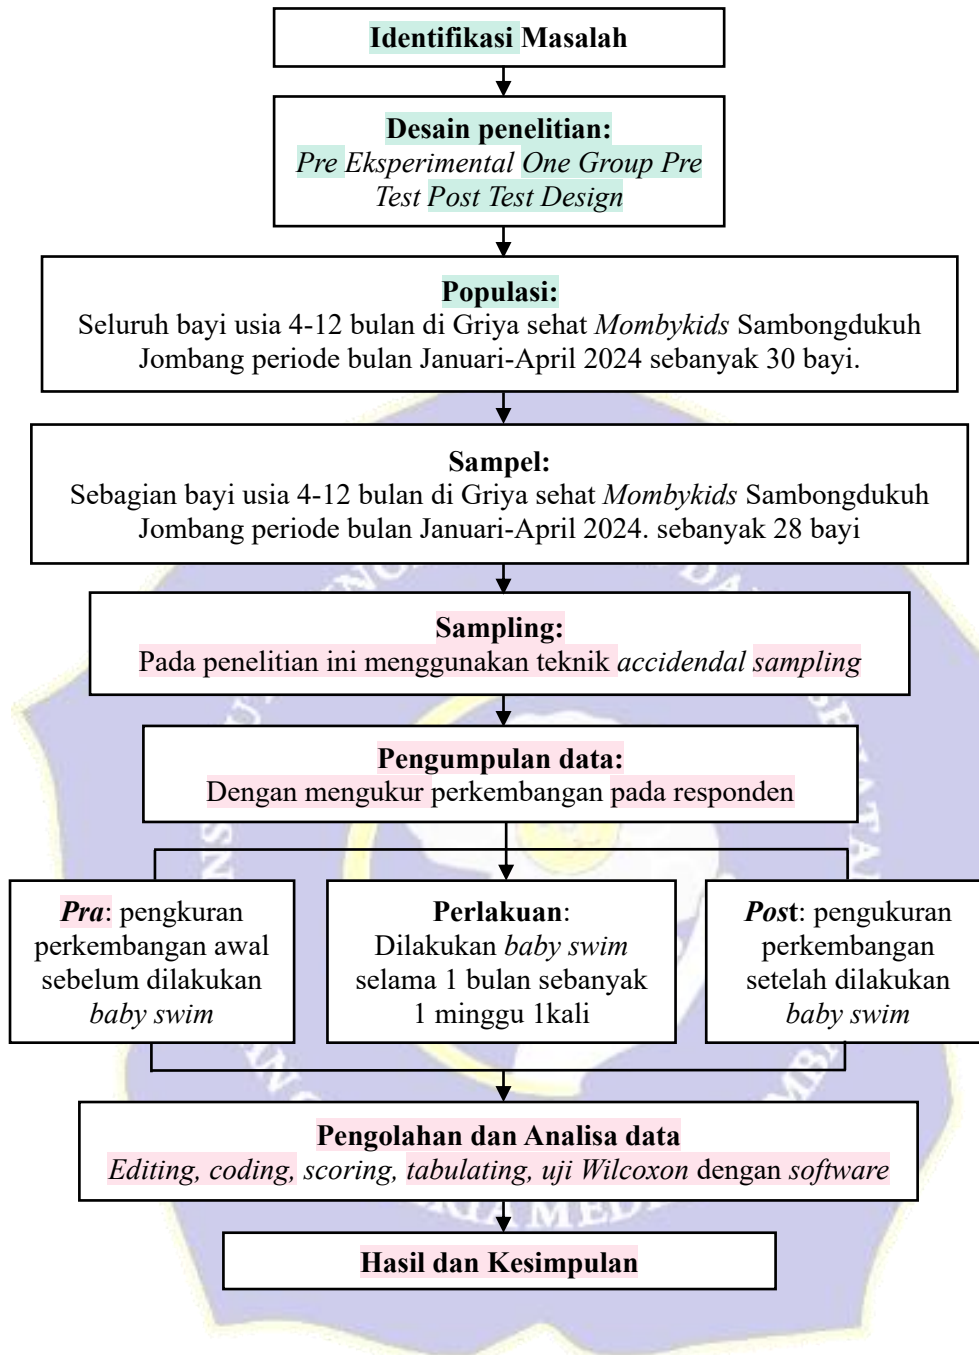 Identifikasi Masalah
Desain penelitian:
Pre Eksperimental One Group Pre
Test Post Test Design
Populasi:
Seluruh bayi usia 4-12 bulan di Griya sehat Mombykids Sambongdukuh
Jombang periode bulan Januari-April 2024 sebanyak 30 bayi.
Sampel:
Sebagian bayi usia 4-12 bulan di Griya sehat Mombykids Sambongdukuh
Jombang periode bulan Januari-April 2024. sebanyak 28 bayi
Sampling:
Pada penelitian ini menggunakan teknik accidendal sampling
Pengumpulan data:
Dengan mengukur perkembangan pada responden
Pra: pengkuran
perkembangan awal
sebelum dilakukan
baby swim
Perlakuan:
Dilakukan baby swim
selama 1 bulan sebanyak
1 minggu 1kali
Post: pengukuran
perkembangan
setelah dilakukan
baby swim
Pengolahan dan Analisa data
Editing, coding, scoring, tabulating, uji Wilcoxon dengan software
Hasil dan Kesimpulan